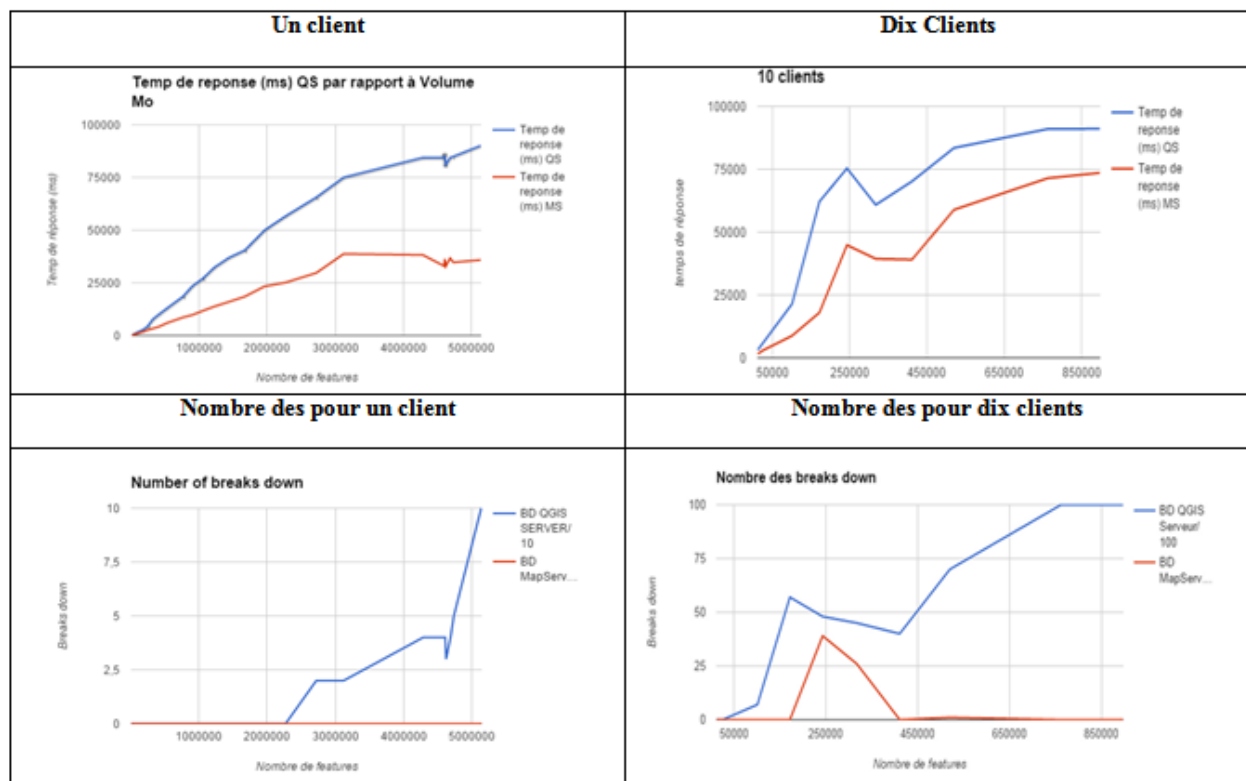 Un client
Dix Clients
Temp de reponse (ms) QS par rapport à Volume
Mo
100000
75000
50000
25000
0
Temp de réponse (ms)
1000000
2000000
3000000
4000000
5000000
Nombre de features
Temp de
reponse
(ms) QS
Temp de
reponse
(ms) MS
10 clients
100000
75000
50000
25000
0
temps de réponse
50000
250000
450000
650000
850000
Temp de
reponse
(ms) QS
Temp de
reponse
(ms) MS
Nombre des pour un client
Nombre des pour dix clients
Number of breaks down
10
7.5
5
2.5
0
Breaks down
1000000
2000000
3000000
4000000
5000000
Nombre de features
BD QGIS
SERVER/
10
BD
MapServ...
Nombre des breaks down
100
75
50
25
0
Breaks down
50000
250000
450000
650000
850000
Nombre de features
BD QGIS
Serveur/
100
BD
MapServ...